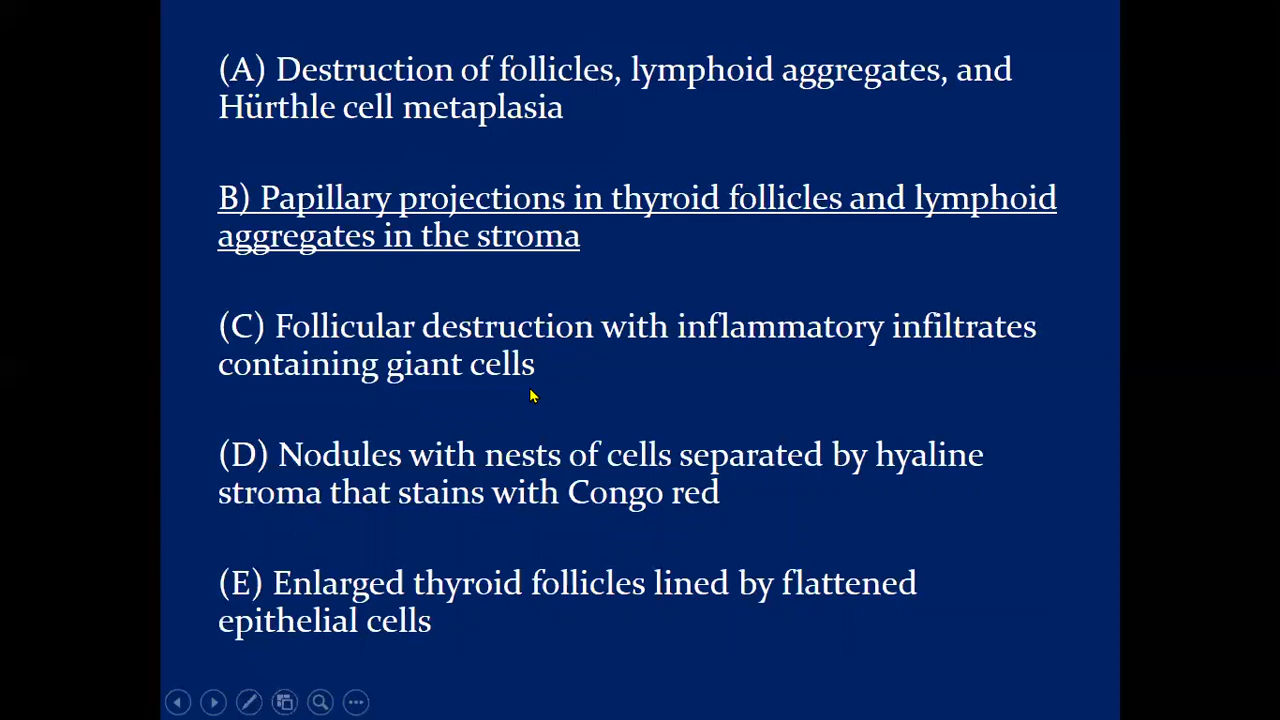 (A) Destruction of follicles, lymphoid aggregates, and
Hürthle cell metaplasia
B) Papillary projections in thyroid follicles and lymphoid
aggregates in the stroma
(C) Follicular destruction with inflammatory infiltrates
containing giant cells
(D) Nodules with nests of cells separated by hyaline
stroma that stains with Congo red
(E) Enlarged thyroid follicles lined by flattened
epithelial cells